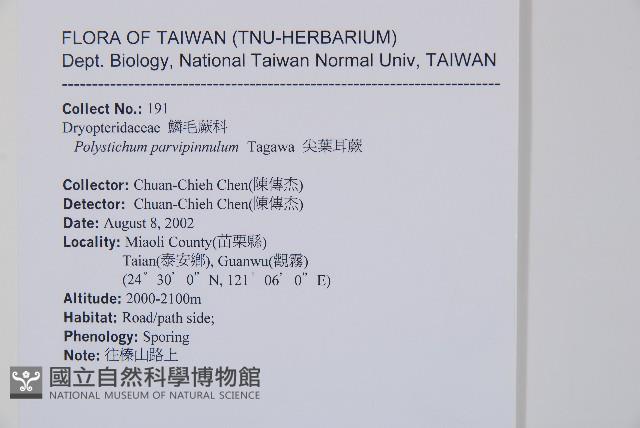 FLORA OF TAIWAN (TNU-HERBARIUM)
Dept. Biology, National Taiwan Normal Univ, TAIWAN
Collect No.: 191
Dryopteridaceae 鱗毛蕨科
Polystichum parvipinnulum Tagawa 尖葉耳蕨
Collector: Chuan-Chieh Chen(陳傳杰)
Detector: Chuan-Chieh Chen(陳傳杰)
Date: August 8, 2002
Locality: Miaoli County(苗栗縣)
Taian(泰安鄉), Guanwu(觀霧)
(24° 30' 0" N, 121° 06' 0" E)
Altitude: 2000-2100m
Habitat: Road/path side;
Phenology: Sporing
Note: 往榛山路上
國立自然科學博物館
NATIONAL MUSEUM OF NATURAL SCIENCE